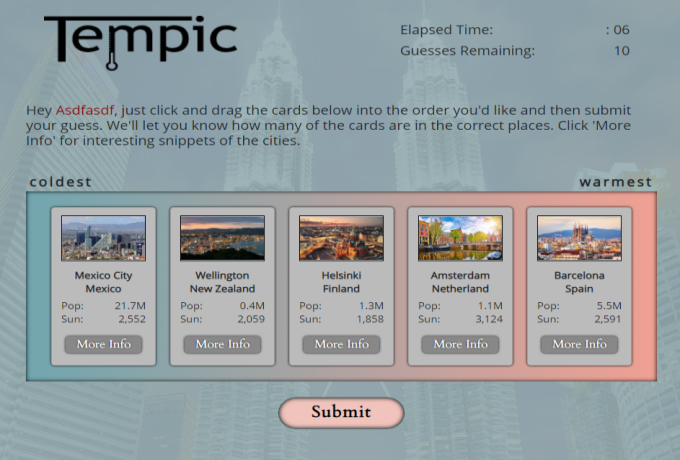 Tempic
Elapsed Time: : 06
Guesses Remaining: 10
Hey Asdfasdf, just click and drag the cards below into the order you'd like and then submit
your guess. We'll let you know how many of the cards are in the correct places. Click 'More
Info' for interesting snippets of the cities.
coldest warmest
Mexico City
Mexico
Pop: 21.7M
Sun: 2,552
More Info
Wellington
New Zealand
Pop: 0.4M
Sun: 2,059
More Info
Helsinki
Finland
Pop: 1.3M
Sun: 1,858
More Info
Amsterdam
Netherland
Pop: 1.1M
Sun: 3,124
More Info
Barcelona
Spain
Pop: 5.5M
Sun: 2,591
More Info
Submit